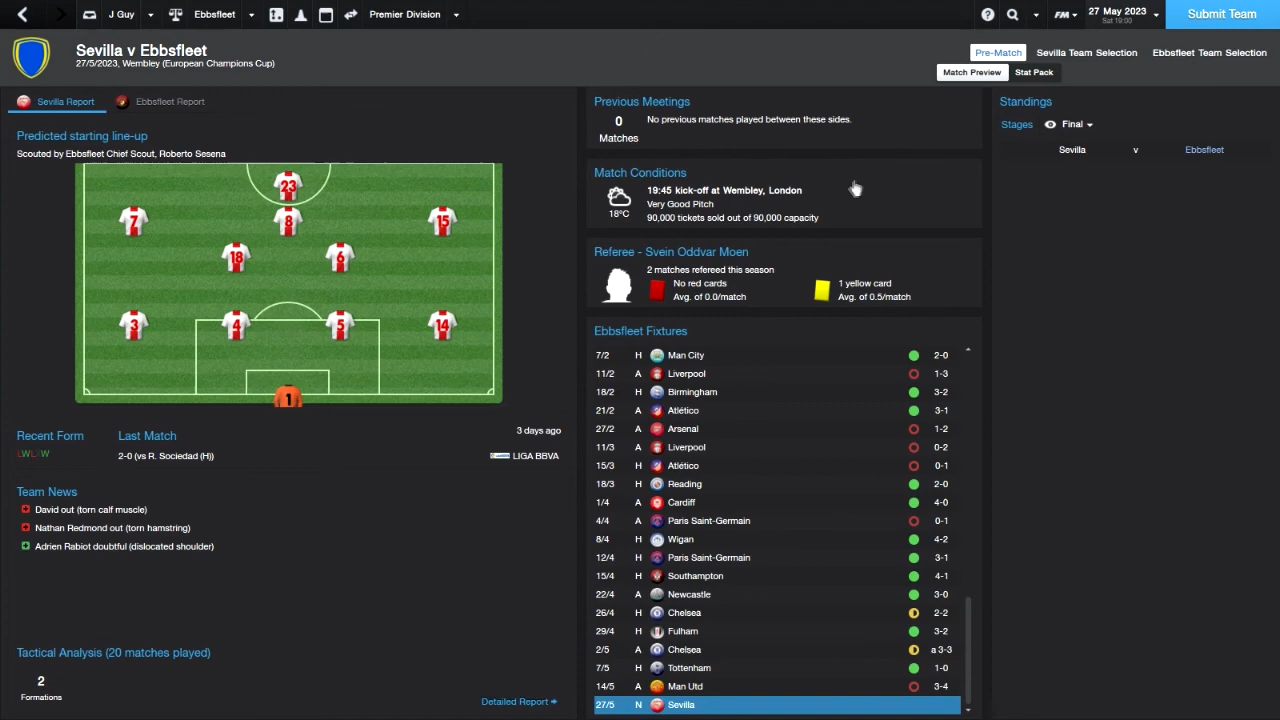 J Guy
Ebbsfleet
Premier Division
FM
27 May 2023
Sat 19:00
Submit Team
Sevilla v Ebbsfleet
27/5/2023, Wembley (European Champions Cup)
Pre-Match
Sevilla Team Selection
Ebbsfleet Team Selection
Match Preview
Stat Pack
Sevilla Report
Ebbsfleet Report
Predicted starting line-up
Scouted by Ebbsfleet Chief Scout, Roberto Sesena
23
7
8
15
18
6
3
4
5
14
1
Recent Form
Last Match
3 days ago
2-0 (vs R. Sociedad (H))
LIGA BBVA
Team News
David out (torn calf muscle)
Nathan Redmond out (torn hamstring)
Adrien Rabiot doubtful (dislocated shoulder)
Tactical Analysis (20 matches played)
2
Formations
Detailed Report
Previous Meetings
0
Matches
No previous matches played between these sides.
Match Conditions
18°C
19:45 kick-off at Wembley, London
Very Good Pitch
90,000 tickets sold out of 90,000 capacity
Referee - Svein Oddvar Moen
2 matches refereed this season
No red cards
Avg. of 0.0/match
1 yellow card
Avg. of 0.5/match
Ebbsfleet Fixtures
7/2 H Man City 2-0
11/2 A Liverpool 1-3
18/2 H Birmingham 3-2
21/2 A Atlético 3-1
27/2 A Arsenal 1-2
11/3 A Liverpool 0-2
15/3 H Atlético 0-1
18/3 H Reading 2-0
1/4 A Cardiff 4-0
4/4 A Paris Saint-Germain 0-1
8/4 H Wigan 4-2
12/4 H Paris Saint-Germain 3-1
15/4 H Southampton 4-1
22/4 A Newcastle 3-0
26/4 H Chelsea 2-2
29/4 H Fulham 3-2
2/5 A Chelsea a 3-3
7/5 H Tottenham 1-0
14/5 A Man Utd 3-4
27/5 N Sevilla
Standings
Stages Final
Sevilla v Ebbsfleet